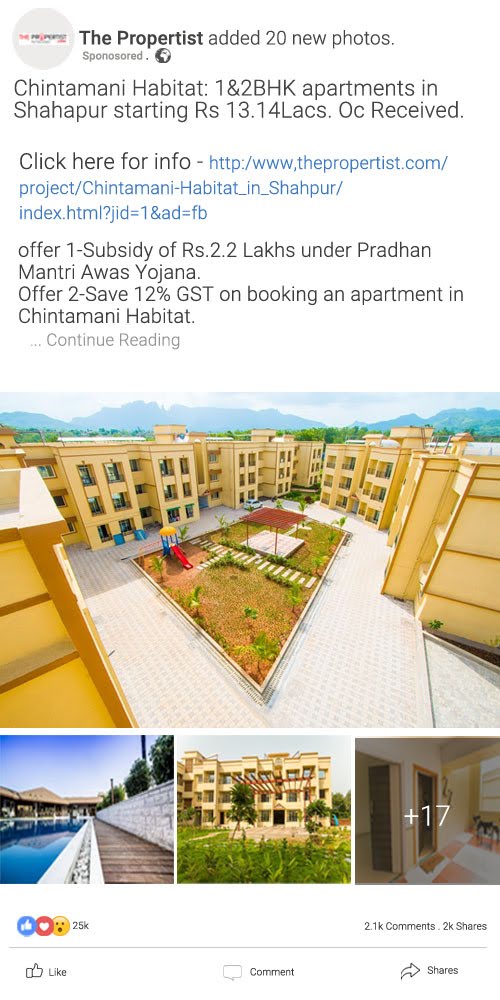 THE PROPERTIST
The Propertist added 20 new photos.
Sponosored .
Chintamani Habitat: 1&2BHK apartments in
Shahapur starting Rs 13.14Lacs. Oc Received.
Click here for info - http:/www,thepropertist.com/
project/Chintamani-Habitat_in_Shahpur/
index.html?jid=1&ad=fb
offer 1-Subsidy of Rs.2.2 Lakhs under Pradhan
Mantri Awas Yojana.
Offer 2-Save 12% GST on booking an apartment in
Chintamani Habitat.
... Continue Reading
+17
25k
2.1k Comments . 2k Shares
Like
Comment
Shares